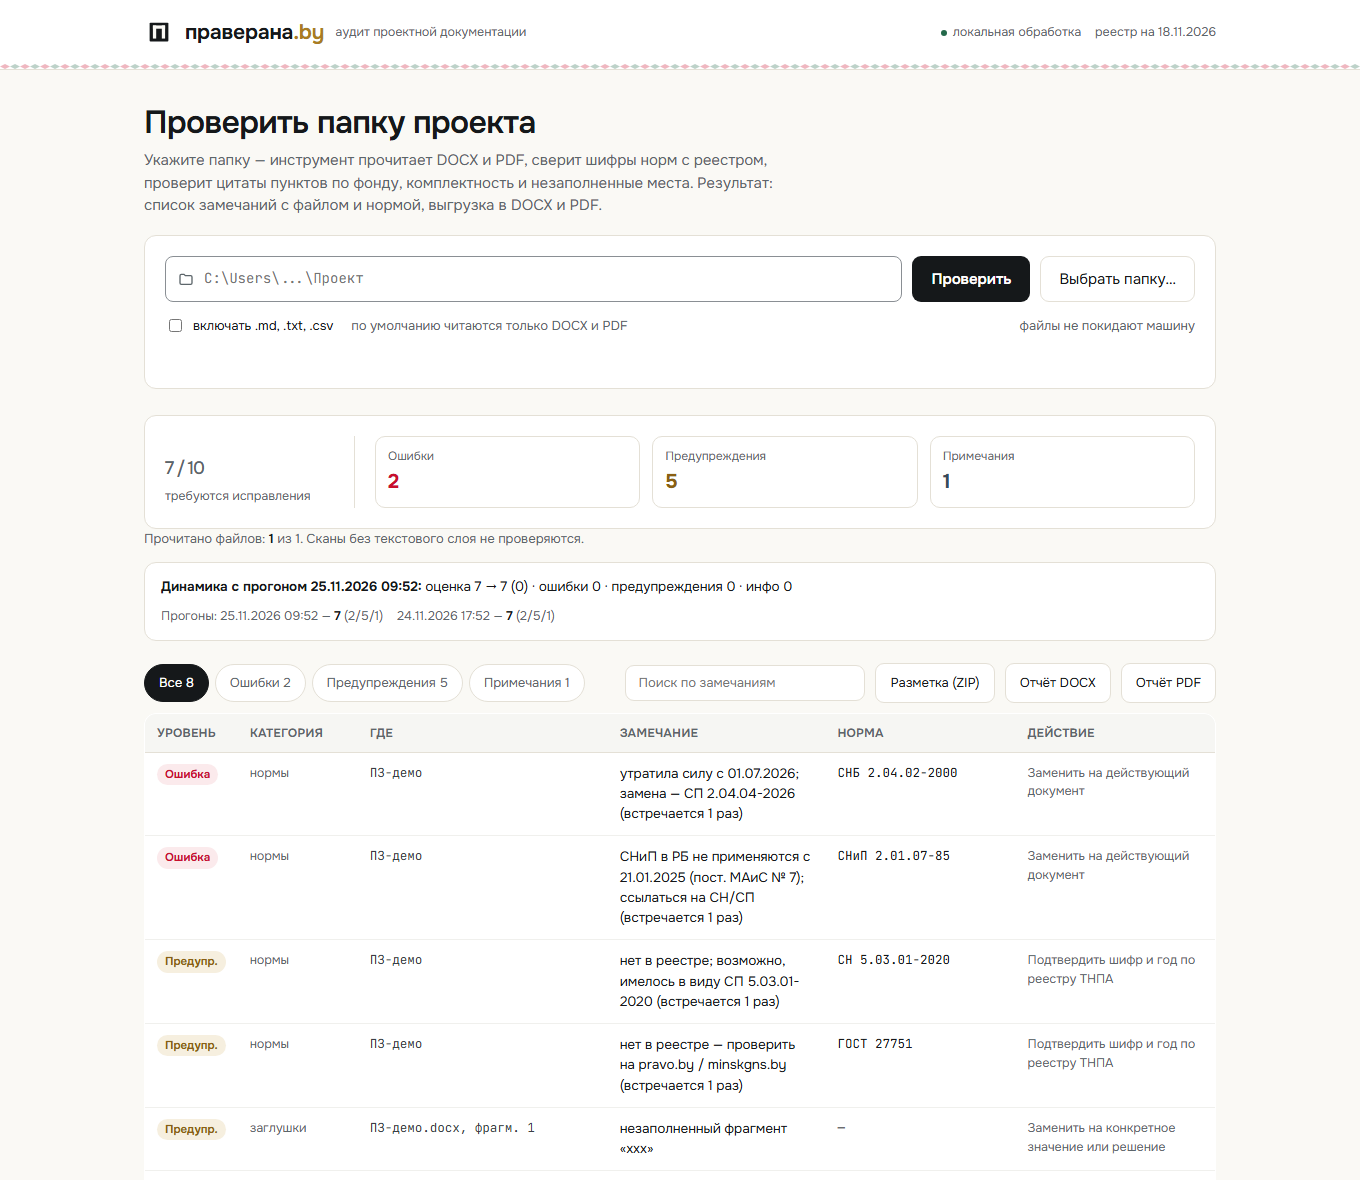 праверана.by аудит проектной документации
локальная обработка реестр на 18.11.2026
Проверить папку проекта
Укажите папку — инструмент прочитает DOCX и PDF, сверит шифры норм с реестром,
проверит цитаты пунктов по фонду, комплектность и незаполненные места. Результат:
список замечаний с файлом и нормой, выгрузка в DOCX и PDF.
C:\Users\...\Проект
Проверить
Выбрать папку...
включать .md, .txt, .csv по умолчанию читаются только DOCX и PDF
файлы не покидают машину
7 / 10
требуются исправления
Ошибки
2
Предупреждения
5
Примечания
1
Прочитано файлов: 1 из 1. Сканы без текстового слоя не проверяются.
Динамика с прогоном 25.11.2026 09:52: оценка 7 → 7 (0) · ошибки 0 · предупреждения 0 · инфо 0
Прогоны: 25.11.2026 09:52 — 7 (2/5/1) 24.11.2026 17:52 — 7 (2/5/1)
Все 8 Ошибки 2 Предупреждения 5 Примечания 1
Поиск по замечаниям
Разметка (ZIP) Отчёт DOCX Отчёт PDF
УРОВЕНЬ КАТЕГОРИЯ ГДЕ ЗАМЕЧАНИЕ НОРМА ДЕЙСТВИЕ
Ошибка
нормы
ПЗ-демо
утратила силу с 01.07.2026;
замена — СП 2.04.04-2026
(встречается 1 раз)
СНБ 2.04.02-2000
Заменить на действующий
документ
Ошибка
нормы
ПЗ-демо
СНиП в РБ не применяются с
21.01.2025 (пост. МАиС № 7);
ссылаться на СН/СП
(встречается 1 раз)
СНиП 2.01.07-85
Заменить на действующий
документ
Предупр.
нормы
ПЗ-демо
нет в реестре; возможно,
имелось в виду СП 5.03.01-
2020 (встречается 1 раз)
СН 5.03.01-2020
Подтвердить шифр и год по
реестру ТНПА
Предупр.
нормы
ПЗ-демо
нет в реестре — проверить
на pravo.by / minskgns.by
(встречается 1 раз)
ГОСТ 27751
Подтвердить шифр и год по
реестру ТНПА
Предупр.
заглушки
ПЗ-демо.docx, фрагм. 1
незаполненный фрагмент
«xxx»
—
Заменить на конкретное
значение или решение